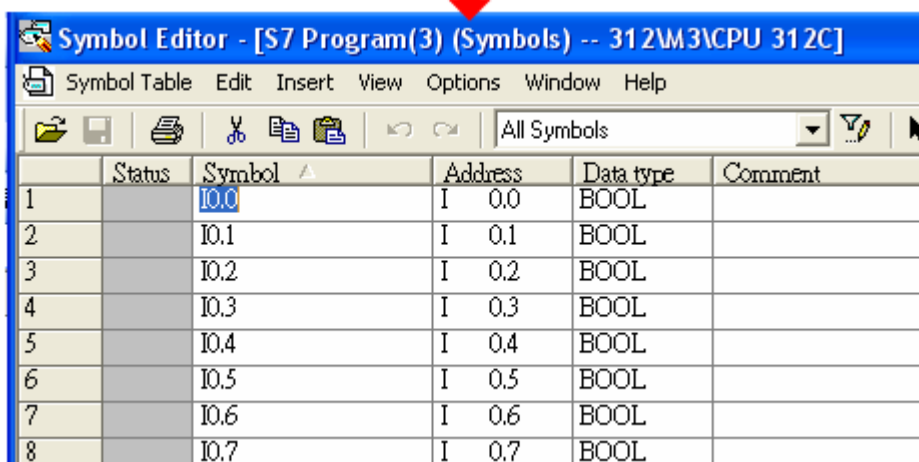 Symbol Editor - [S7 Program(3) (Symbols) -- 312\M3\CPU 312C]
Symbol Table Edit Insert View Options Window Help
All Symbols
Status Symbol Address Data type Comment
1 I0.0 I 0.0 BOOL
2 I0.1 I 0.1 BOOL
3 I0.2 I 0.2 BOOL
4 I0.3 I 0.3 BOOL
5 I0.4 I 0.4 BOOL
6 I0.5 I 0.5 BOOL
7 I0.6 I 0.6 BOOL
8 I0.7 I 0.7 BOOL